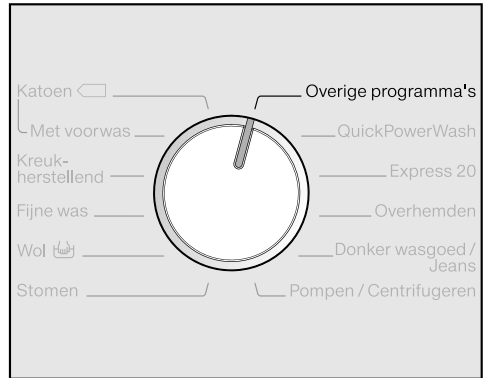 Katoen
Met voorwas
Kreuk-
herstellend
Fijne was
Wol
Stomen
Overige programma's
QuickPowerWash
Express 20
Overhemden
Donker wasgoed /
Jeans
Pompen / Centrifugeren